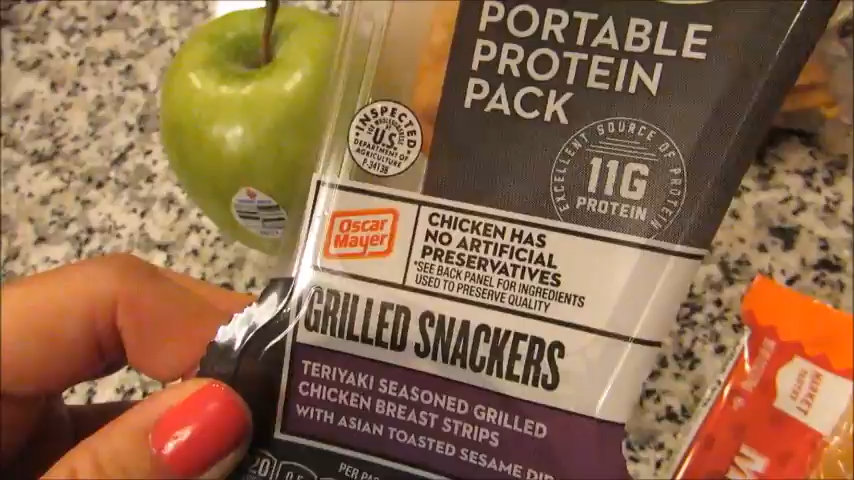 PORTABLE
PROTEIN
PACK
INSPECTED
U.S.
DEPARTMENT OF
AGRICULTURE
P-34138
EXCELLENT SOURCE OF PROTEIN
11G
PROTEIN
Oscar
Mayer
CHICKEN HAS
NO ARTIFICIAL
PRESERVATIVES*
*SEE BACK PANEL FOR INGREDIENTS
USED TO PRESERVE QUALITY
GRILLED SNACKERS
TERIYAKI SEASONED GRILLED
CHICKEN BREAST STRIPS
WITH ASIAN TOASTED SESAME
PER
MARKET